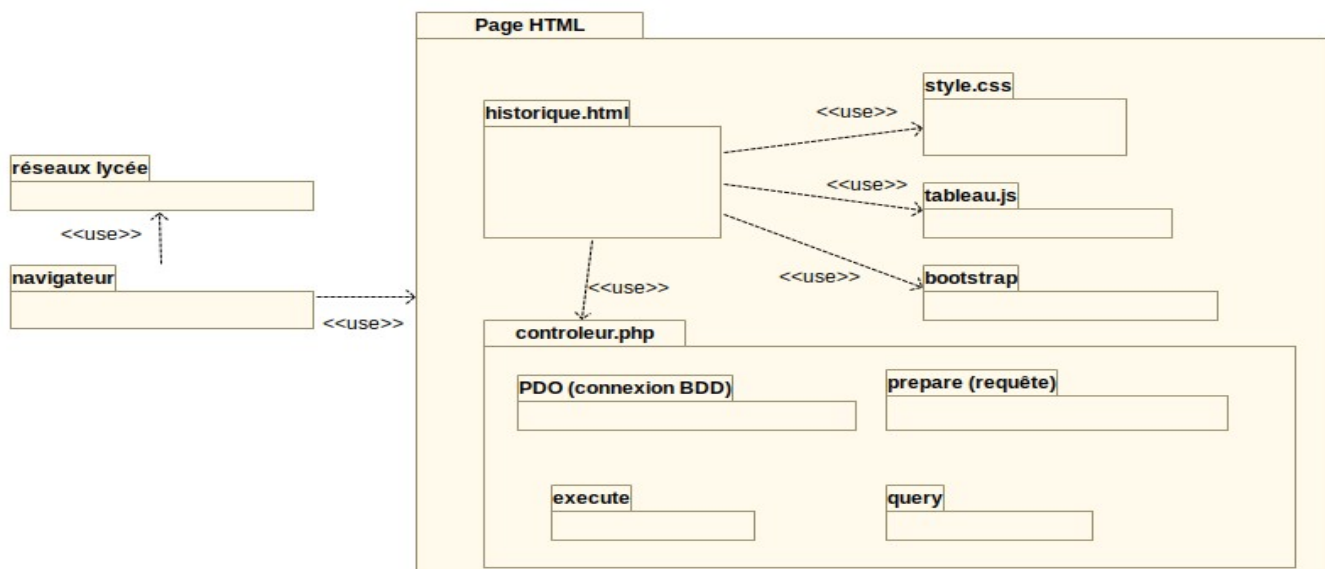 Page HTML
style.css
historique.html
<<use>>
réseaux lycée
<<use>>
tableau.js
<<use>>
navigateur
<<use>>
bootstrap
<<use>>
<<use>>
controleur.php
PDO (connexion BDD)
prepare (requête)
execute
query